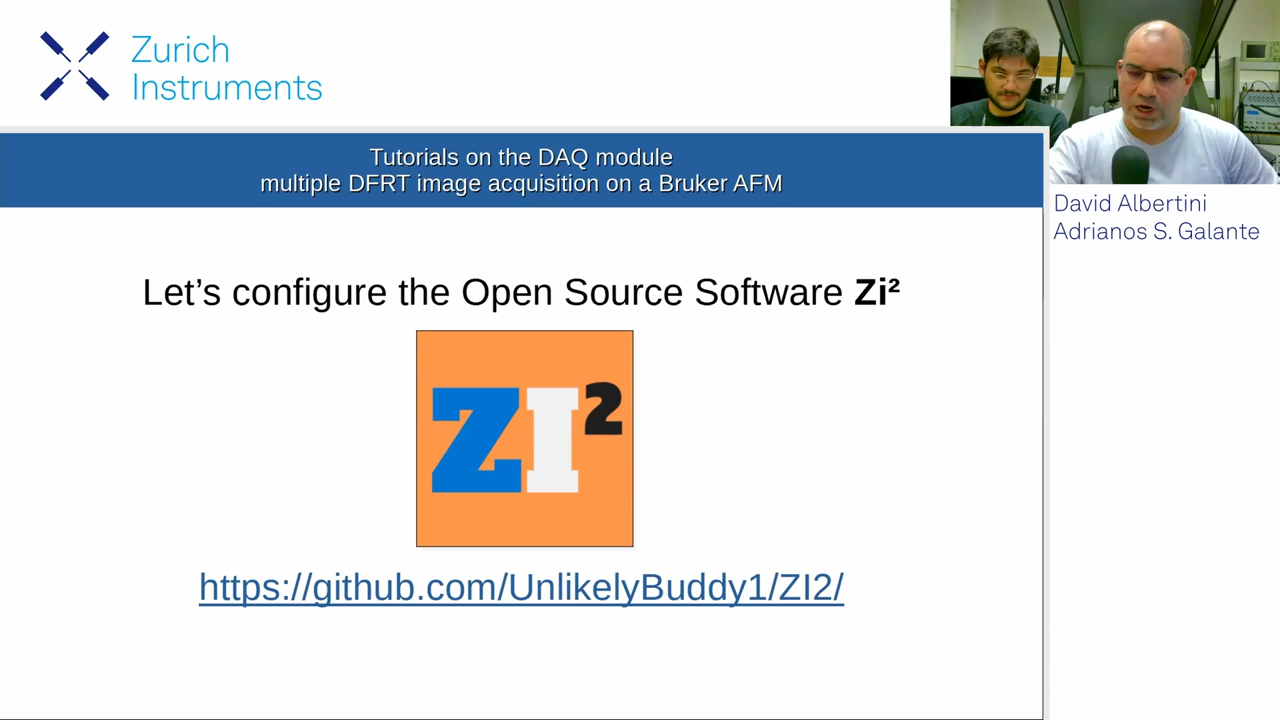 Zurich
Instruments
Tutorials on the DAQ module
multiple DFRT image acquisition on a Bruker AFM
David Albertini
Adrianos S. Galante
Let's configure the Open Source Software Zi²
ZI²
https://github.com/UnlikelyBuddy1/ZI2/